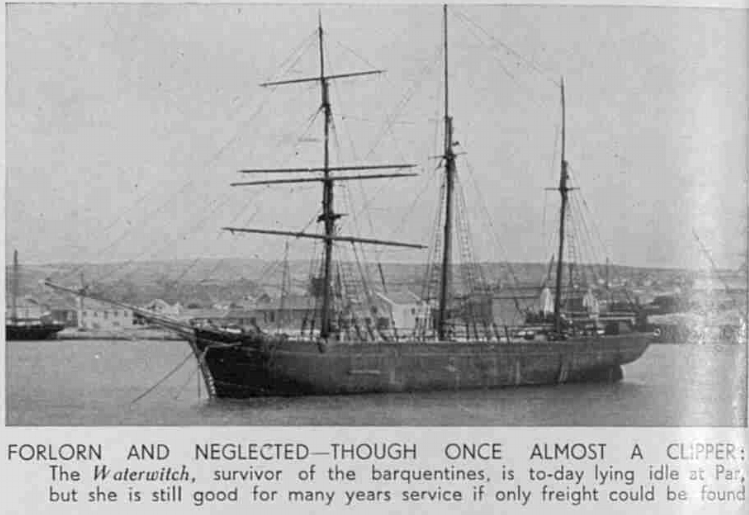 FORLORN AND NEGLECTED—THOUGH ONCE ALMOST A CLIPPER:
The Waterwitch, survivor of the barquentines, is to-day lying idle at Par,
but she is still good for many years service if only freight could be found